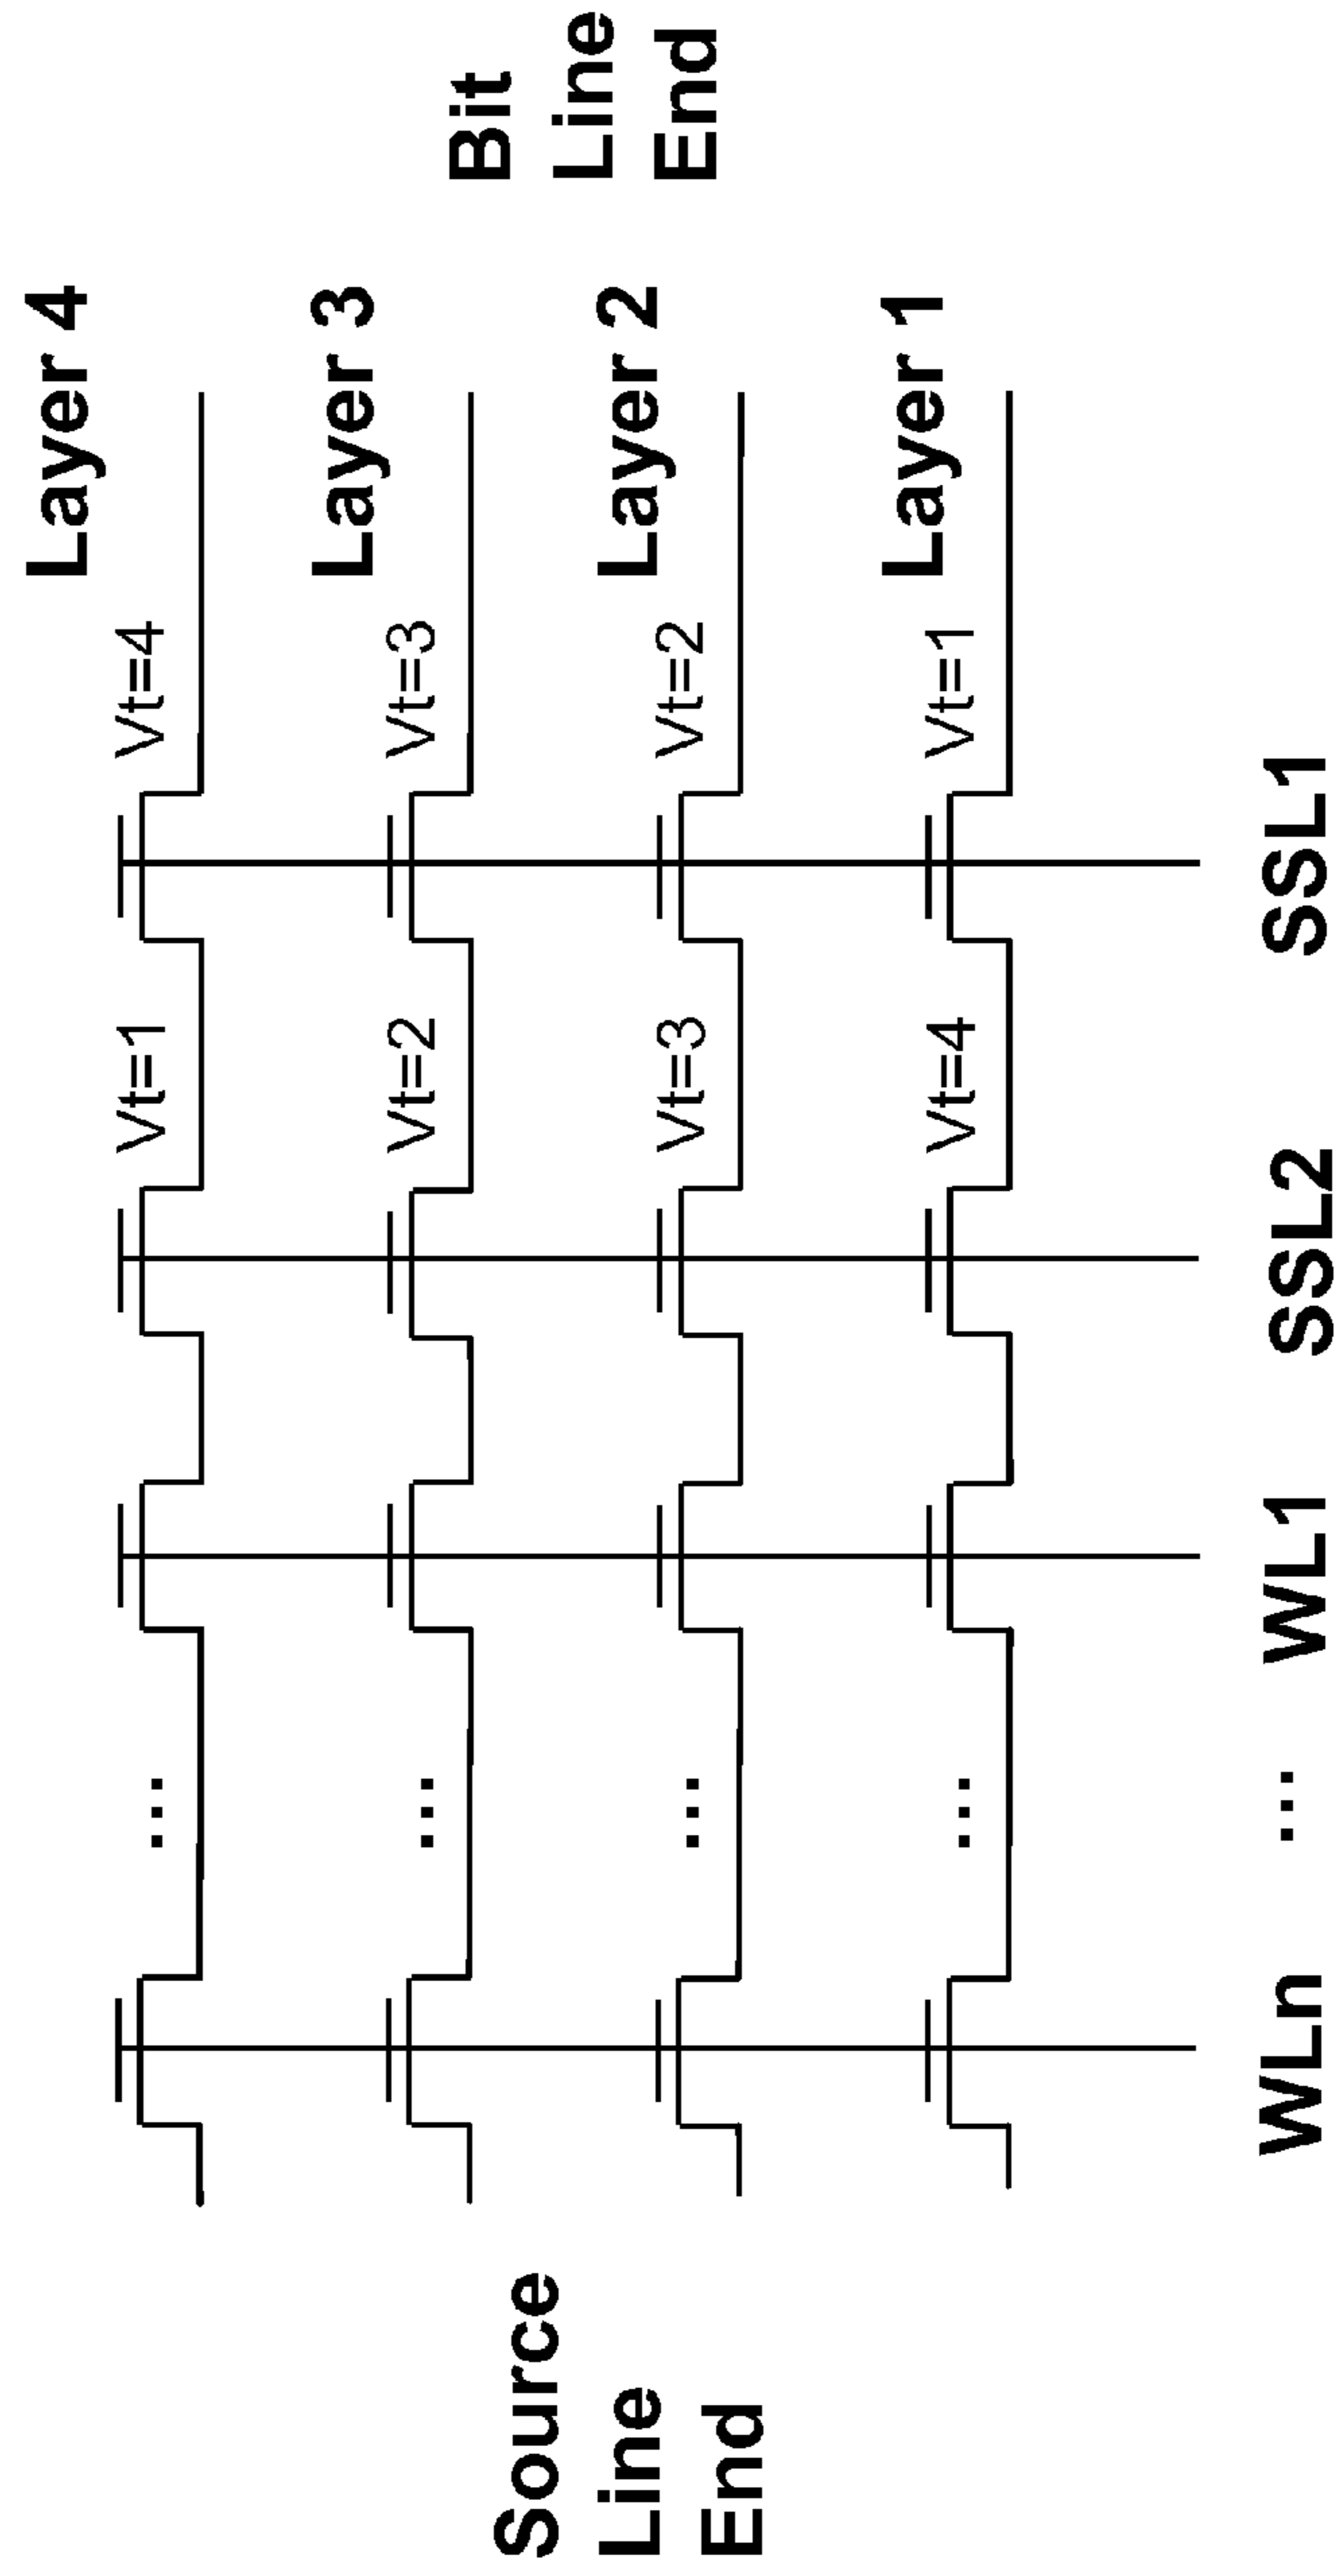 Layer 4
Vt=1
Vt=4
Layer 3
Vt=2
Vt=3
Layer 2
Vt=3
Vt=2
Layer 1
Vt=4
Vt=1
Source
Line
End
Bit
Line
End
...
...
...
...
WLn
...
WL1
SSL2
SSL1